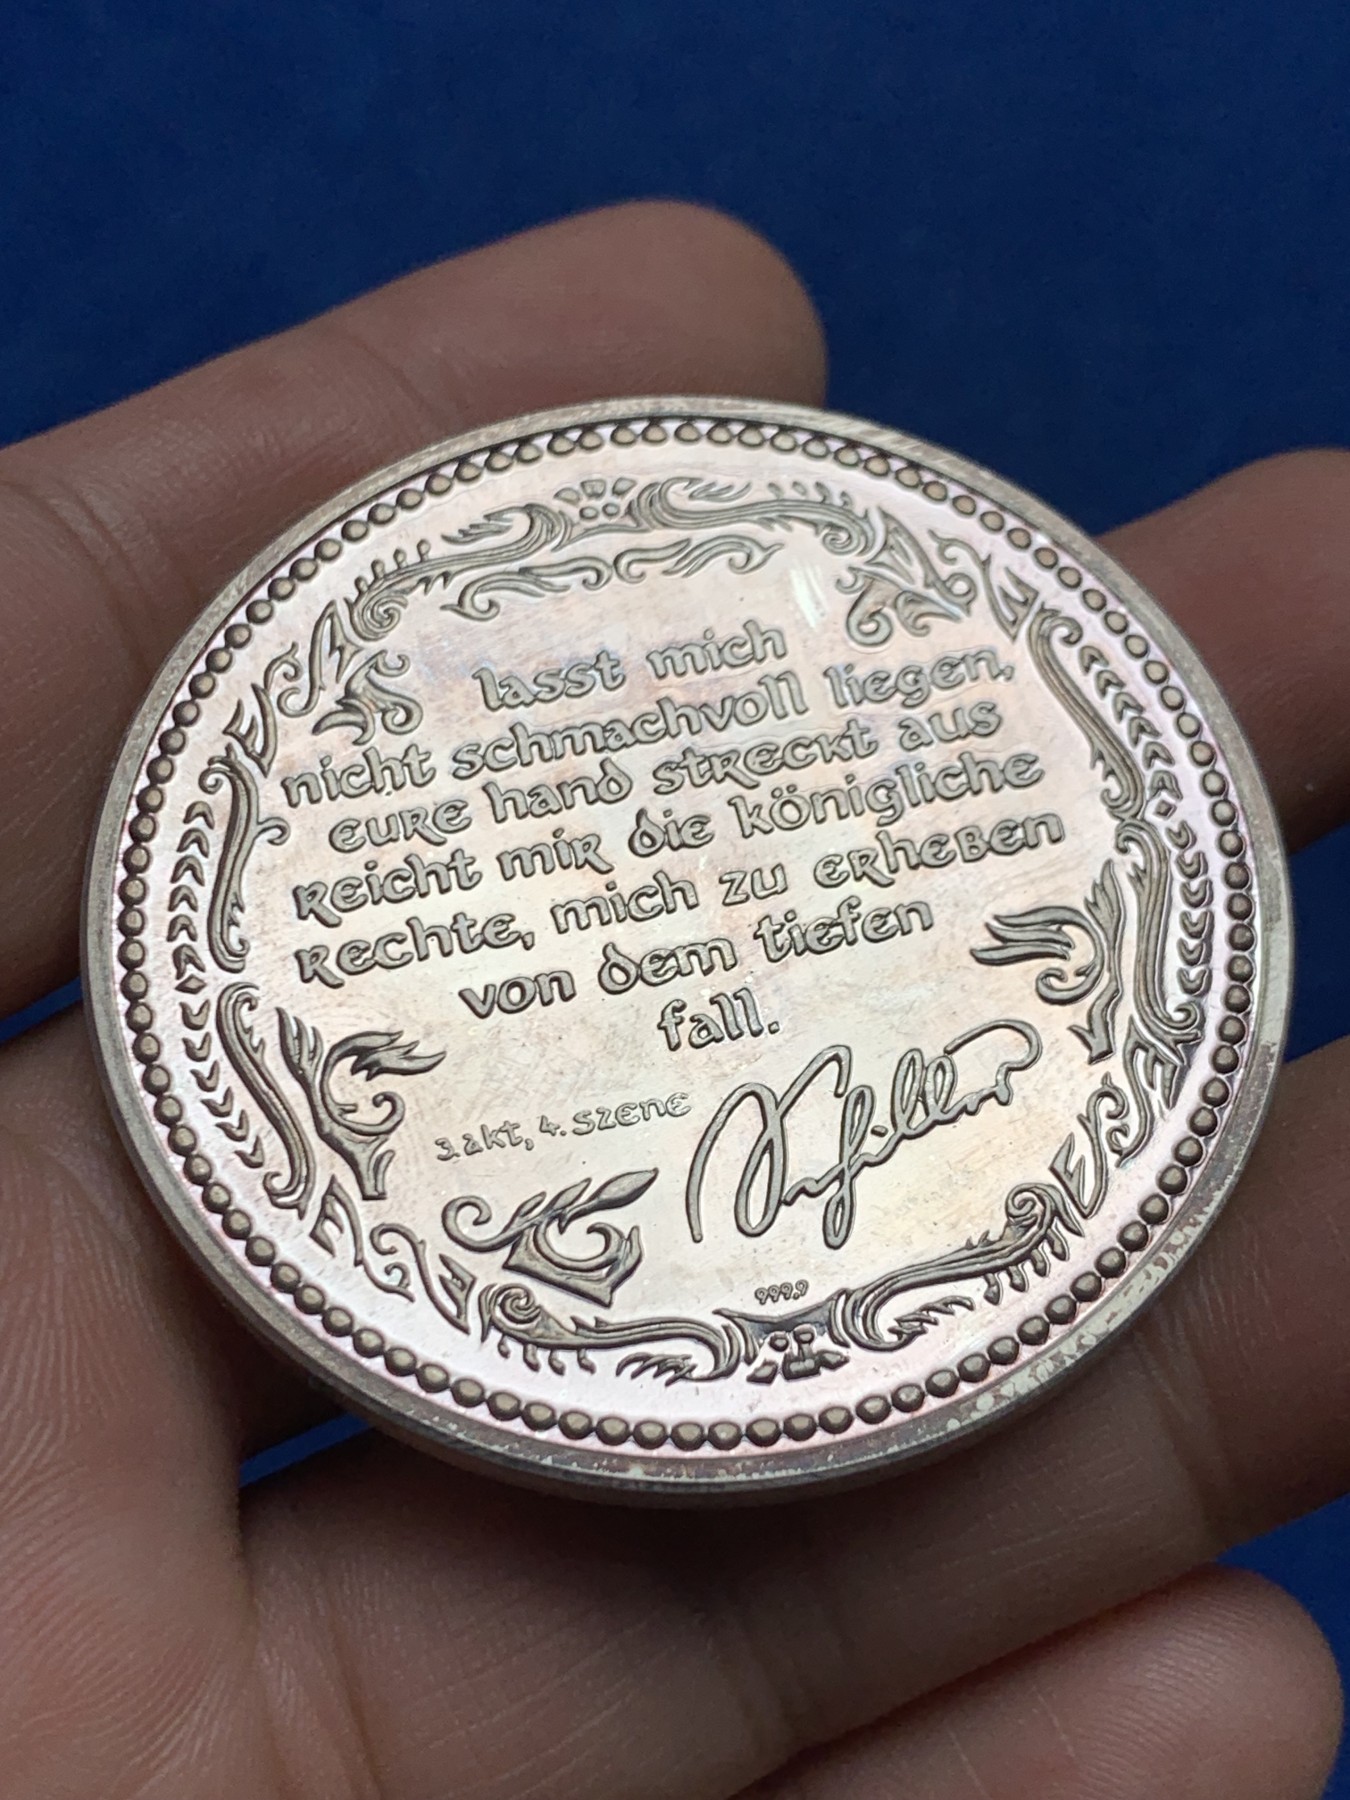 lasst mich
nicht schmachvoll liegen,
eure hand streckt aus
reicht mir die königliche
rechte, mich zu erheben
von dem tiefen
fall.
3. akt, 4. szene
Schiller
999,9